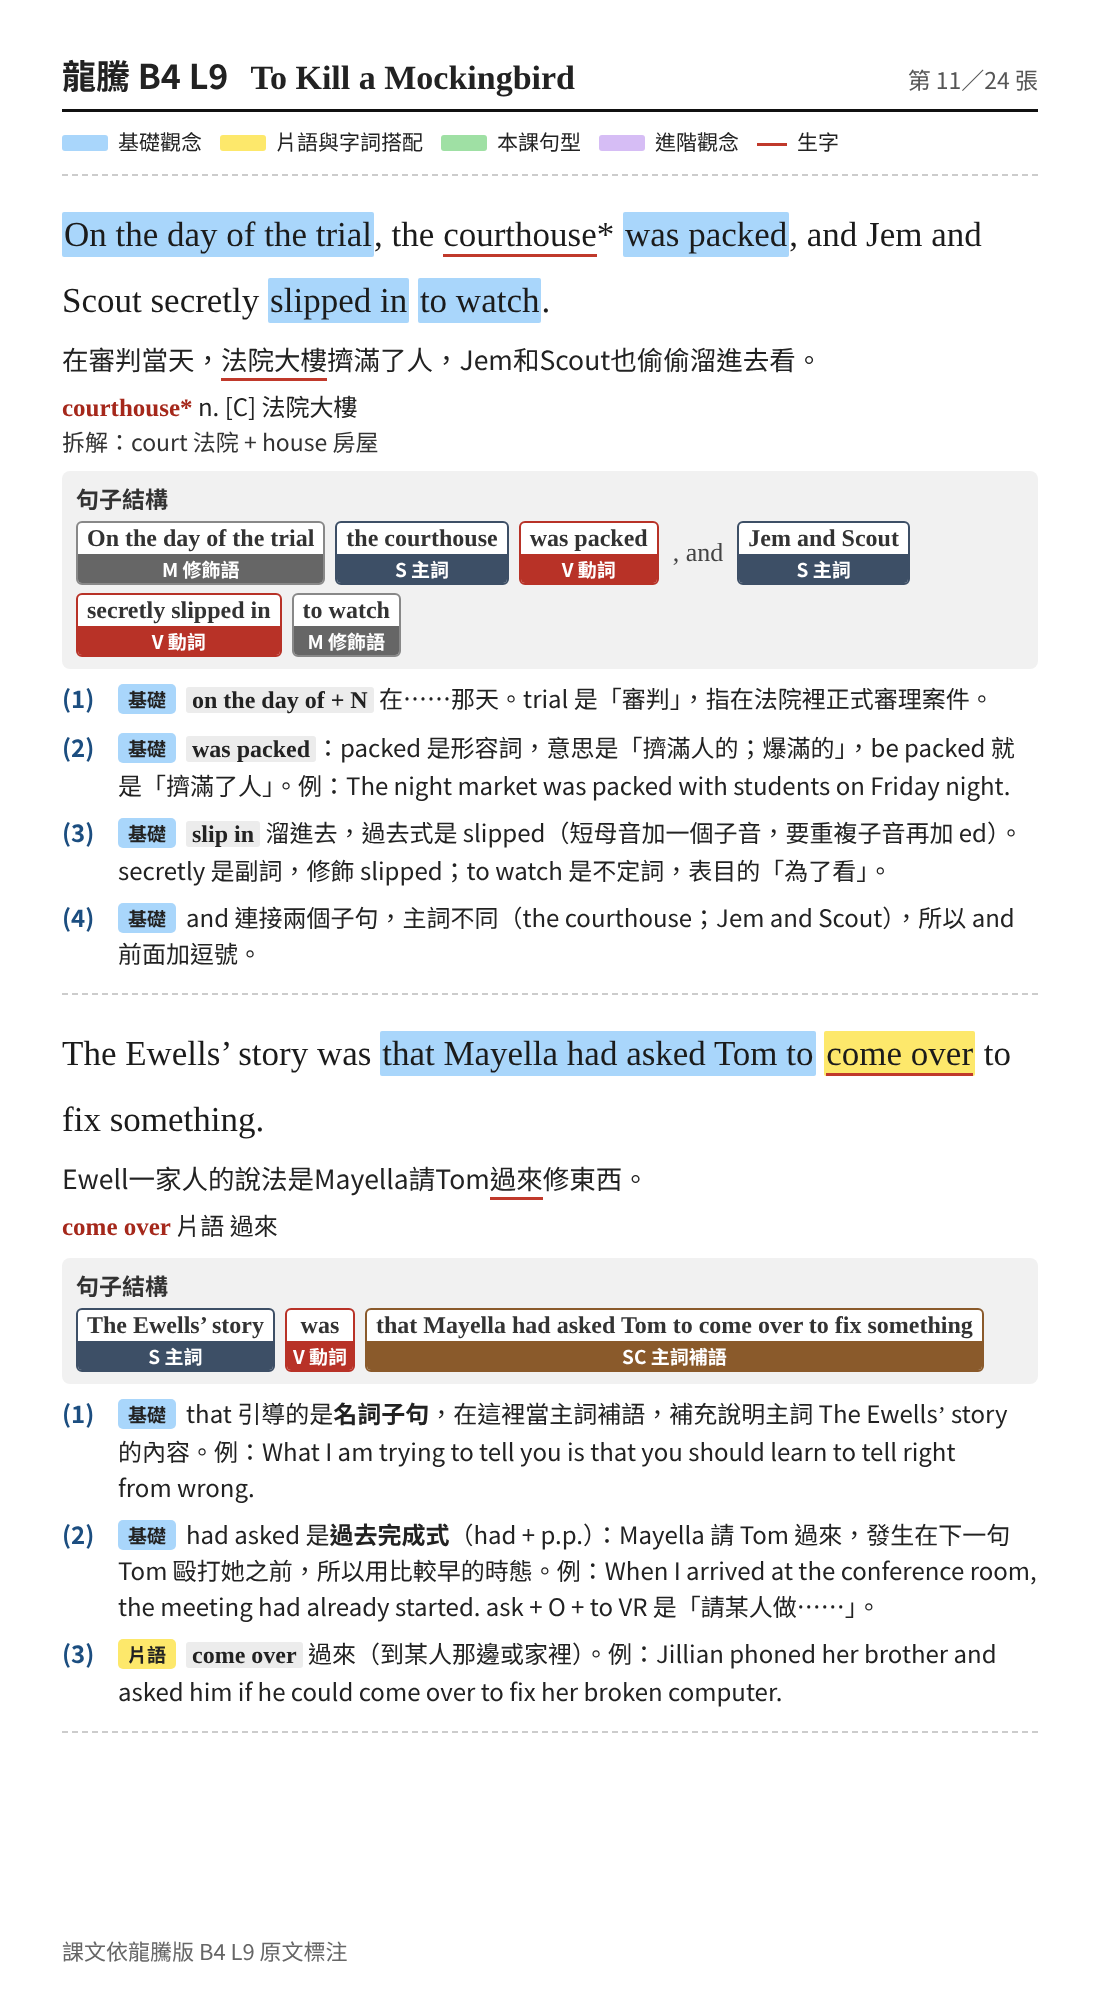 龍騰 B4 L9 To Kill a Mockingbird 第 11／24 張
基礎觀念 片語與字詞搭配 本課句型 進階觀念 生字
On the day of the trial, the courthouse* was packed, and Jem and
Scout secretly slipped in to watch.
在審判當天，法院大樓擠滿了人，Jem和Scout也偷偷溜進去看。
courthouse* n. [C] 法院大樓
拆解：court 法院 + house 房屋
句子結構
On the day of the trial the courthouse was packed , and Jem and Scout
M 修飾語 S 主詞 V 動詞 S 主詞
secretly slipped in to watch
V 動詞 M 修飾語
(1) 基礎 on the day of + N 在⋯⋯那天。trial 是「審判」，指在法院裡正式審理案件。
(2) 基礎 was packed：packed 是形容詞，意思是「擠滿人的；爆滿的」，be packed 就
是「擠滿了人」。例：The night market was packed with students on Friday night.
(3) 基礎 slip in 溜進去，過去式是 slipped（短母音加一個子音，要重複子音再加 ed）。
secretly 是副詞，修飾 slipped；to watch 是不定詞，表目的「為了看」。
(4) 基礎 and 連接兩個子句，主詞不同（the courthouse；Jem and Scout），所以 and
前面加逗號。
The Ewells’ story was that Mayella had asked Tom to come over to
fix something.
Ewell一家人的說法是Mayella請Tom過來修東西。
come over 片語 過來
句子結構
The Ewells’ story was that Mayella had asked Tom to come over to fix something
S 主詞 V 動詞 SC 主詞補語
(1) 基礎 that 引導的是名詞子句，在這裡當主詞補語，補充說明主詞 The Ewells’ story
的內容。例：What I am trying to tell you is that you should learn to tell right
from wrong.
(2) 基礎 had asked 是過去完成式（had + p.p.）：Mayella 請 Tom 過來，發生在下一句
Tom 毆打她之前，所以用比較早的時態。例：When I arrived at the conference room,
the meeting had already started. ask + O + to VR 是「請某人做⋯⋯」。
(3) 片語 come over 過來（到某人那邊或家裡）。例：Jillian phoned her brother and
asked him if he could come over to fix her broken computer.
課文依龍騰版 B4 L9 原文標注